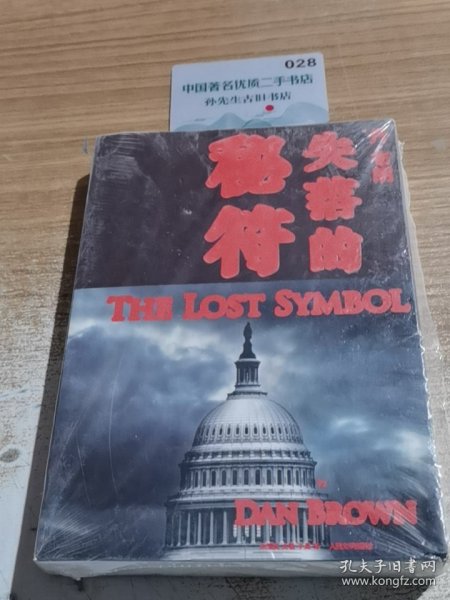 028
中国著名优质二手书店
孙先生古旧书店
失落的
秘符
THE LOST SYMBOL
DAN BROWN
孔夫子旧书网
www.kongfz.com